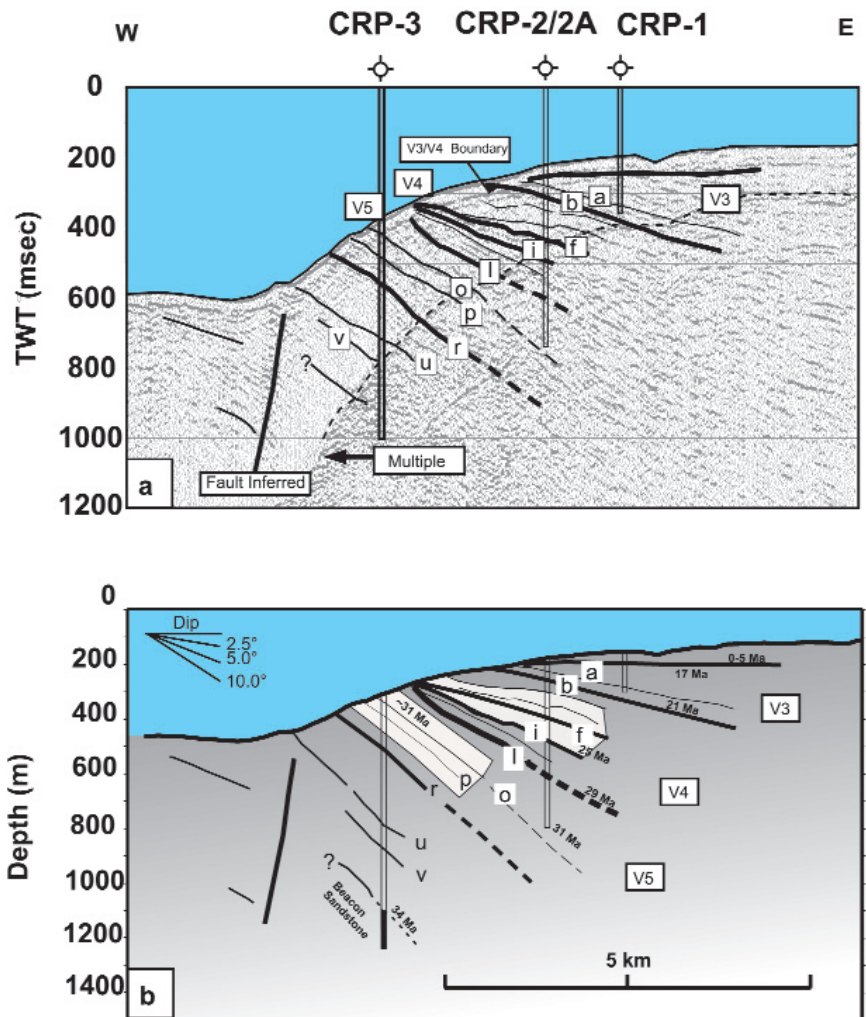 W
CRP-3
CRP-2/2A
CRP-1
E
0
200
400
600
800
1000
1200
TWT (msec)
V3/V4 Boundary
V4
V5
V3
a
b
f
i
l
o
p
r
u
v
?
Fault Inferred
Multiple
a
0
200
400
600
800
1000
1200
1400
Depth (m)
Dip
2.5°
5.0°
10.0°
0-5 Ma
17 Ma
a
b
21 Ma
V3
~31 Ma
i
f
25 Ma
l
p
r
o
29 Ma
V4
31 Ma
u
v
V5
?
Beacon
Sandstone
34 Ma
5 km
b